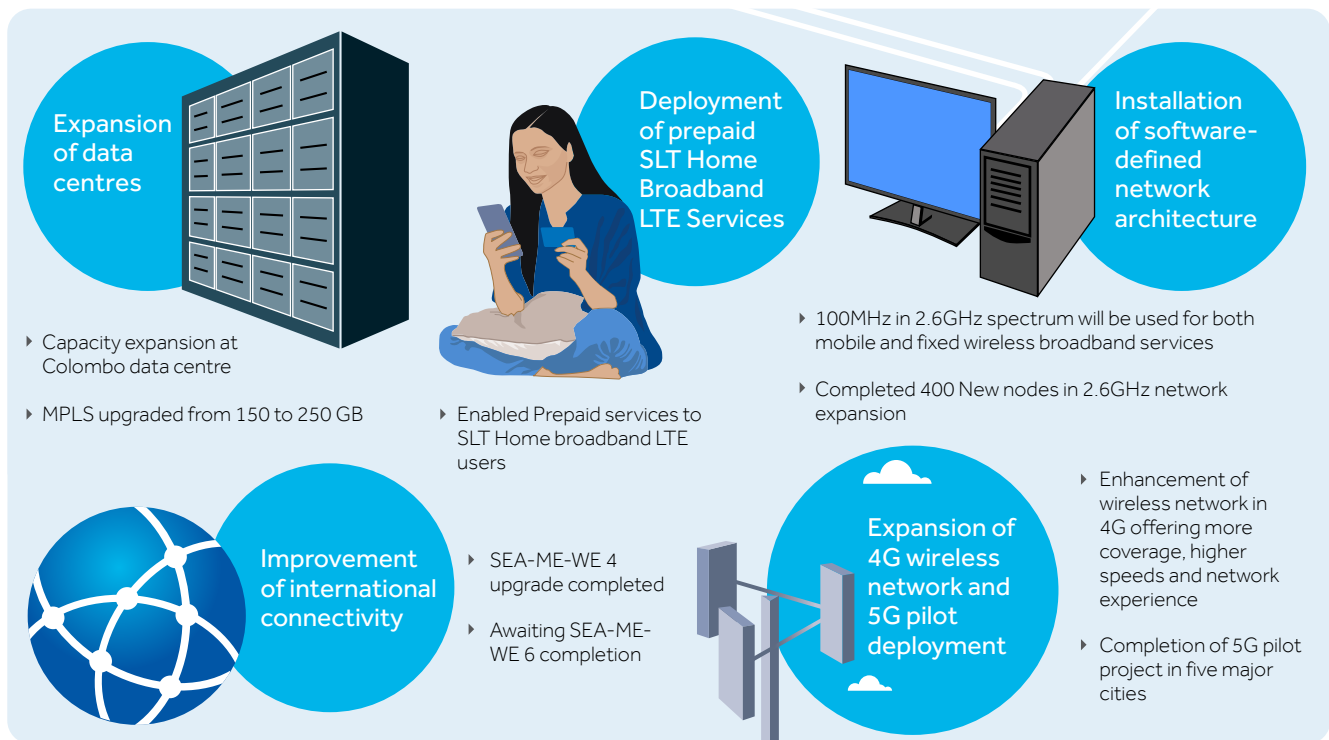 Expansion
of data
centres
▸ Capacity expansion at
Colombo data centre
▸ MPLS upgraded from 150 to 250 GB
Deployment
of prepaid
SLT Home
Broadband
LTE Services
▸ Enabled Prepaid services to
SLT Home broadband LTE
users
Installation
of software-
defined
network
architecture
▸ 100MHz in 2.6GHz spectrum will be used for both
mobile and fixed wireless broadband services
▸ Completed 400 New nodes in 2.6GHz network
expansion
Improvement
of international
connectivity
▸ SEA-ME-WE 4
upgrade completed
▸ Awaiting SEA-ME-
WE 6 completion
Expansion of
4G wireless
network and
5G pilot
deployment
▸ Enhancement of
wireless network in
4G offering more
coverage, higher
speeds and network
experience
▸ Completion of 5G pilot
project in five major
cities